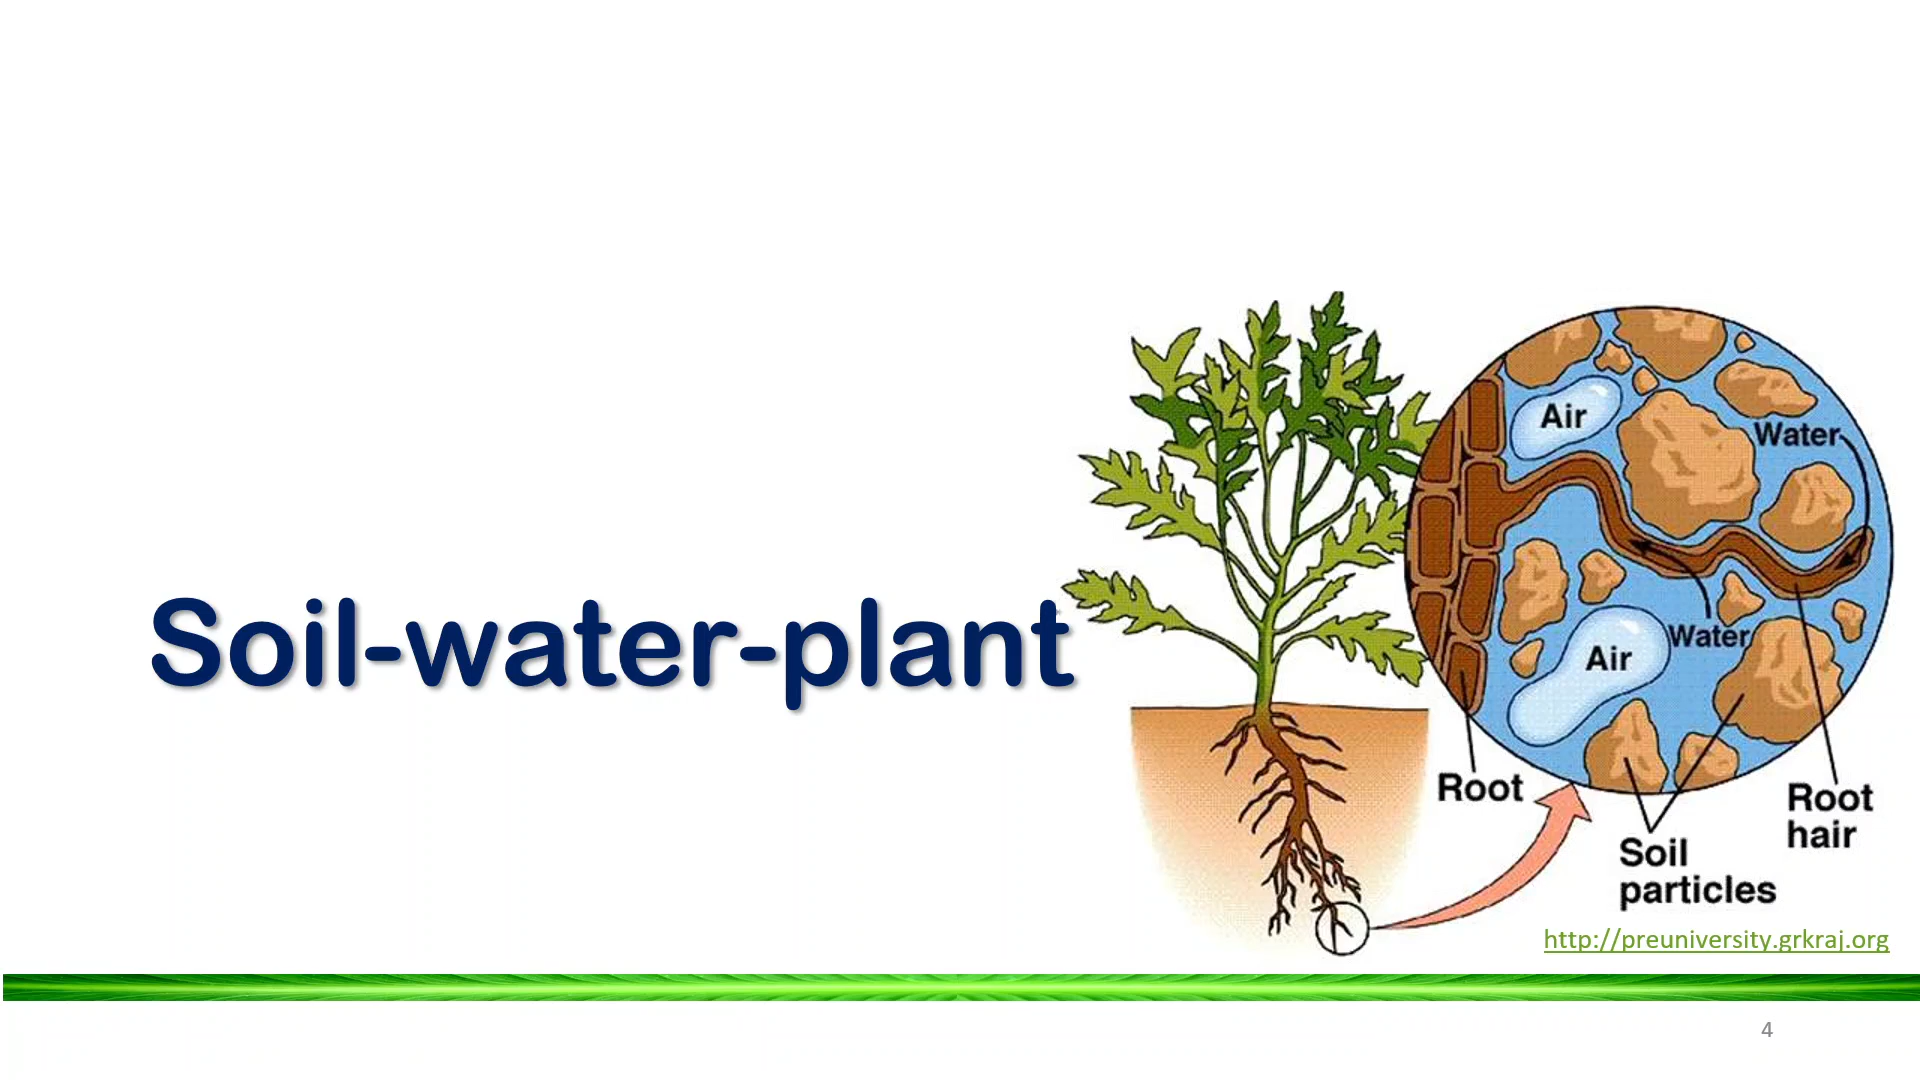 Soil-water-plant
Air
Water
Water
Air
Root
Root
hair
Soil
particles
http://preuniversity.grkraj.org
4